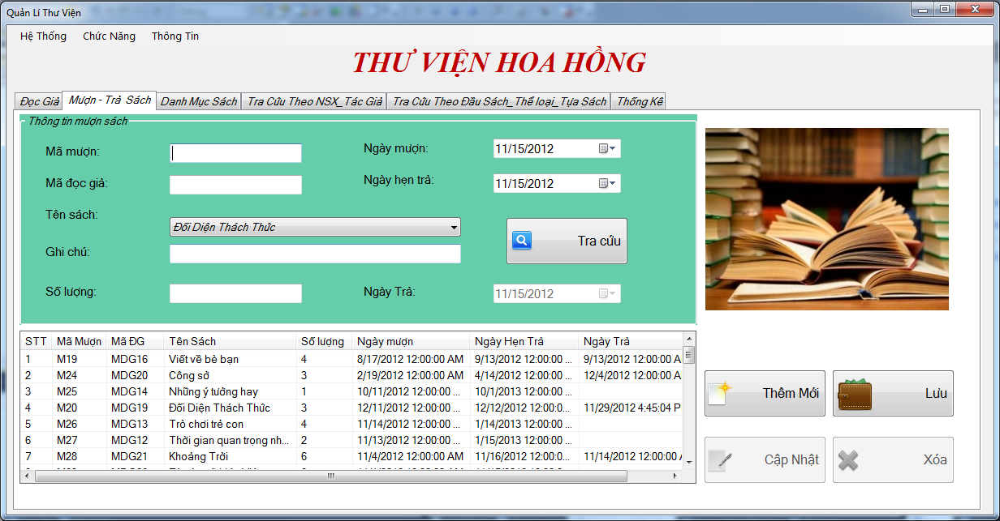 Quản Lí Thư Viện
Hệ Thống Chức Năng Thông Tin
THƯ VIỆN HOA HỒNG
Đọc Giả Mượn - Trả Sách Danh Mục Sách Tra Cứu Theo NSX_Tác Giả Tra Cứu Theo Đầu Sách_Thể loại_Tựa Sách Thống Kê
Thông tin mượn sách
Mã mượn: Ngày mượn: 11/15/2012
Mã đọc giả: Ngày hẹn trả: 11/15/2012
Tên sách:
Đối Diện Thách Thức
Tra cứu
Ghi chú:
Số lượng: Ngày Trả: 11/15/2012
STT Mã Mượn Mã ĐG Tên Sách Số lượng Ngày mượn Ngày Hẹn Trả Ngày Trả
1 M19 MDG16 Viết về bè bạn 4 8/17/2012 12:00:00 AM 9/13/2012 12:00:00 ... 9/13/2012 12:00:00 A
2 M24 MDG20 Công sở 3 2/19/2012 12:00:00 AM 4/14/2012 12:00:00 ... 12/4/2012 12:00:00 A
3 M25 MDG14 Những ý tưởng hay 1 10/11/2012 12:00:00 ... 10/1/2013 12:00:00 ...
4 M20 MDG19 Đối Diện Thách Thức 3 12/11/2012 12:00:00 ... 12/12/2012 12:00:0... 11/29/2012 4:45:04 P
5 M26 MDG13 Trò chơi trẻ con 4 11/14/2012 12:00:00 ... 1/14/2013 12:00:00 ...
6 M27 MDG12 Thời gian quan trọng nh... 2 11/13/2012 12:00:00 ... 1/15/2013 12:00:00 ...
7 M28 MDG21 Khoảng Trời 6 11/4/2012 12:00:00 AM 11/16/2012 12:00:0... 11/14/2012 12:00:00
Thêm Mới Lưu
Cập Nhật Xóa